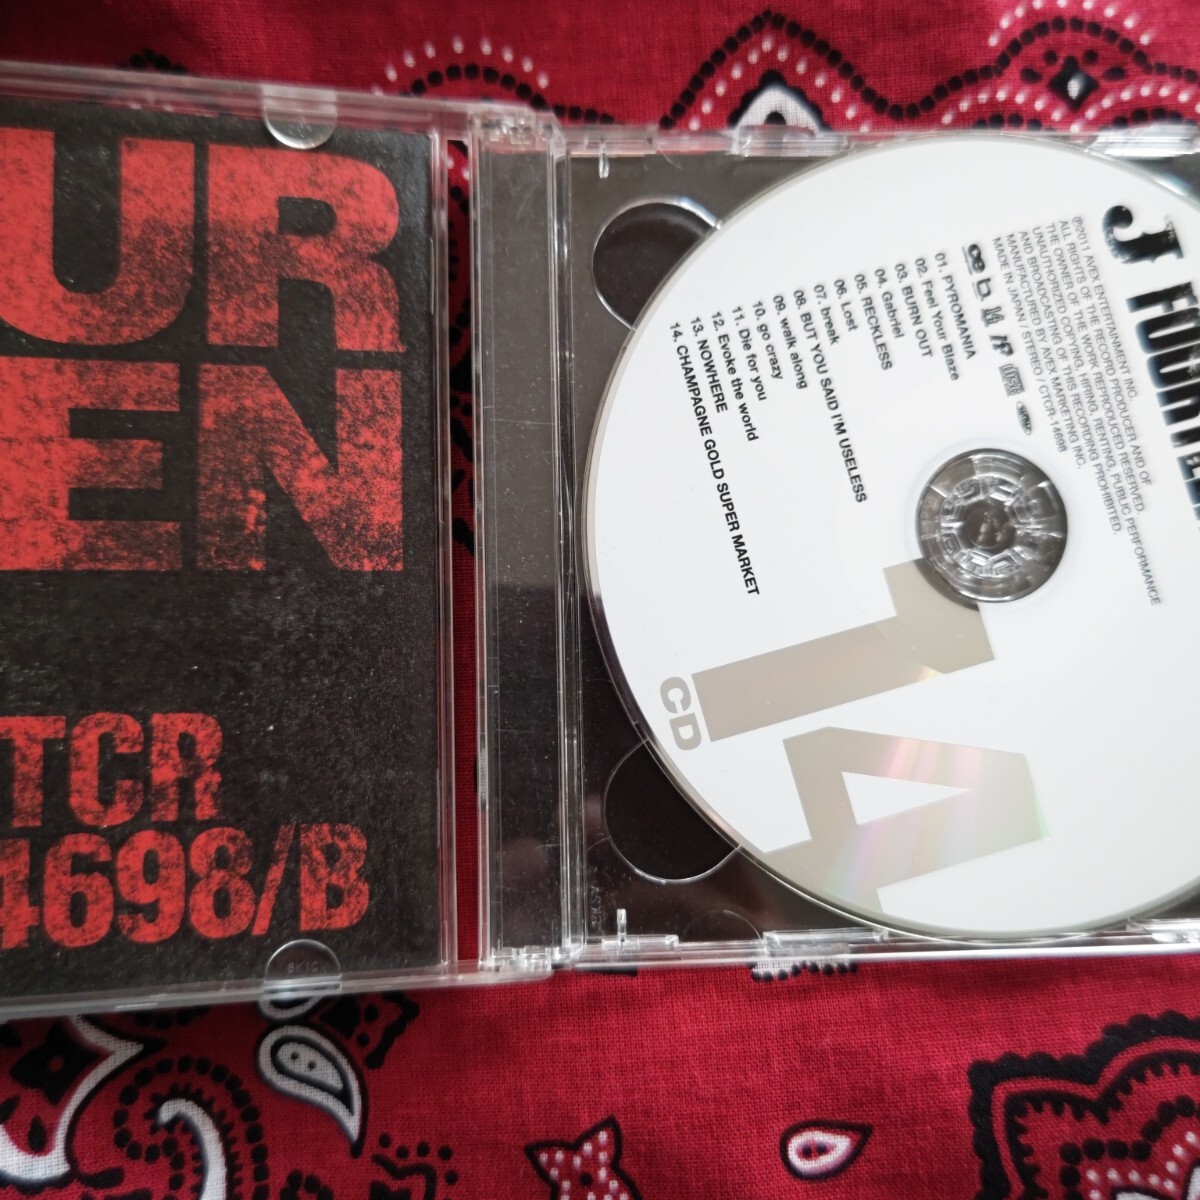 UR
EN
TCR
4698/B
J
℗2011 AVEX ENTERTAINMENT INC.
ALL RIGHTS OF THE RECORD PRODUCER AND OF
THE OWNER OF THE WORK REPRODUCED RESERVED.
UNAUTHORIZED COPYING, HIRING, RENTING, PUBLIC PERFORMANCE
AND BROADCASTING OF THIS RECORDING PROHIBITED.
MANUFACTURED BY AVEX MARKETING INC.
MADE IN JAPAN / STEREO / CTCR-14698
01. PYROMANIA
02. Feel Your Blaze
03. BURN OUT
04. Gabriel
05. RECKLESS
06. Lost
07. break
08. BUT YOU SAID I'M USELESS
09. walk along
10. go crazy
11. Die for you
12. Evoke the world
13. NOWHERE
14. CHAMPAGNE GOLD SUPER MARKET
CD
14